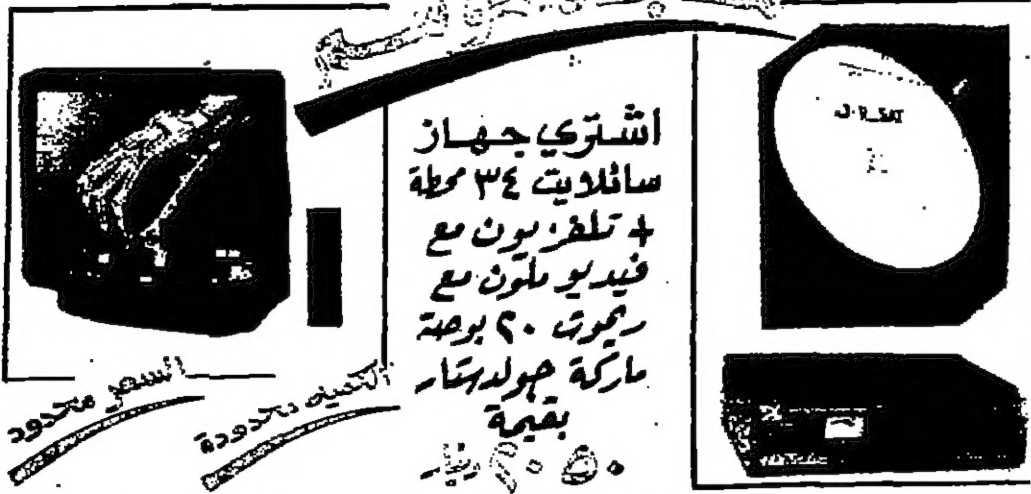 اشتري جهاز
ساتلايت ٣٤ محطة
+ تلفزيون مع
فيديو ملون مع
ريموت ٢٠ بوصة
ماركة جولدستار
بقيمة
السعر محدود
الكمية محدودة